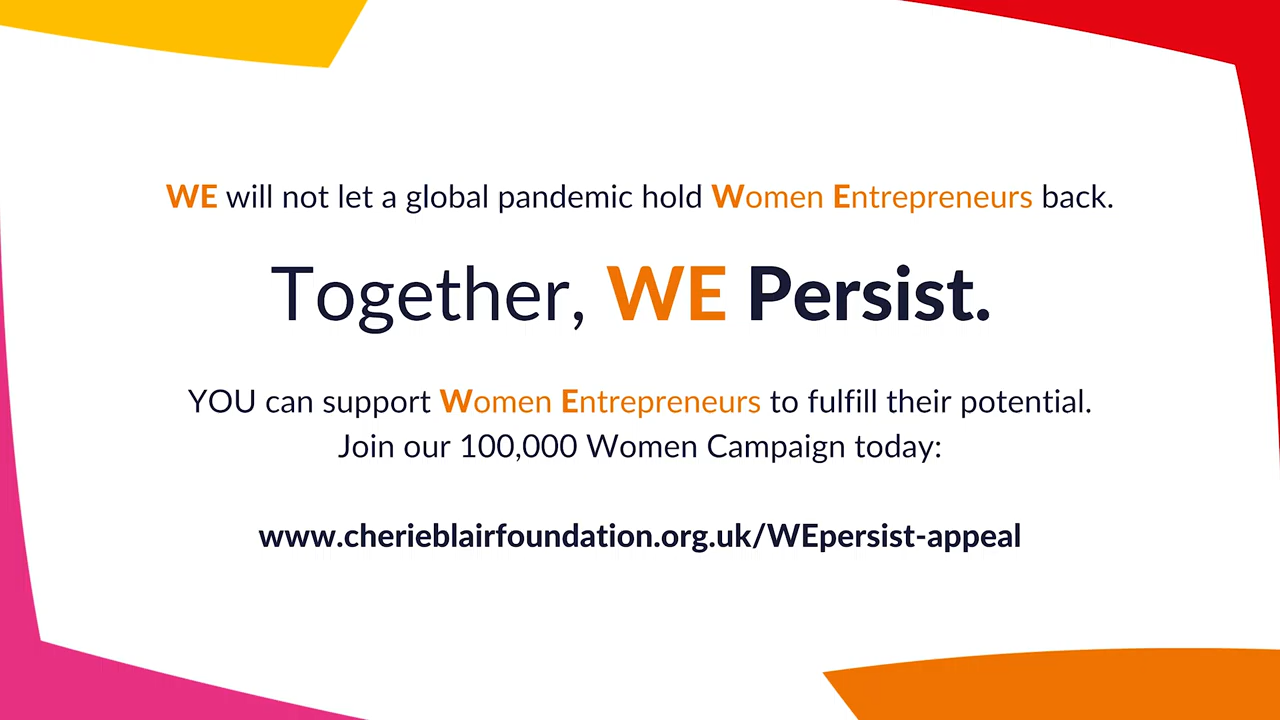 WE will not let a global pandemic hold Women Entrepreneurs back.
Together, WE Persist.
YOU can support Women Entrepreneurs to fulfill their potential.
Join our 100,000 Women Campaign today:
www.cherieblairfoundation.org.uk/WEpersist-appeal